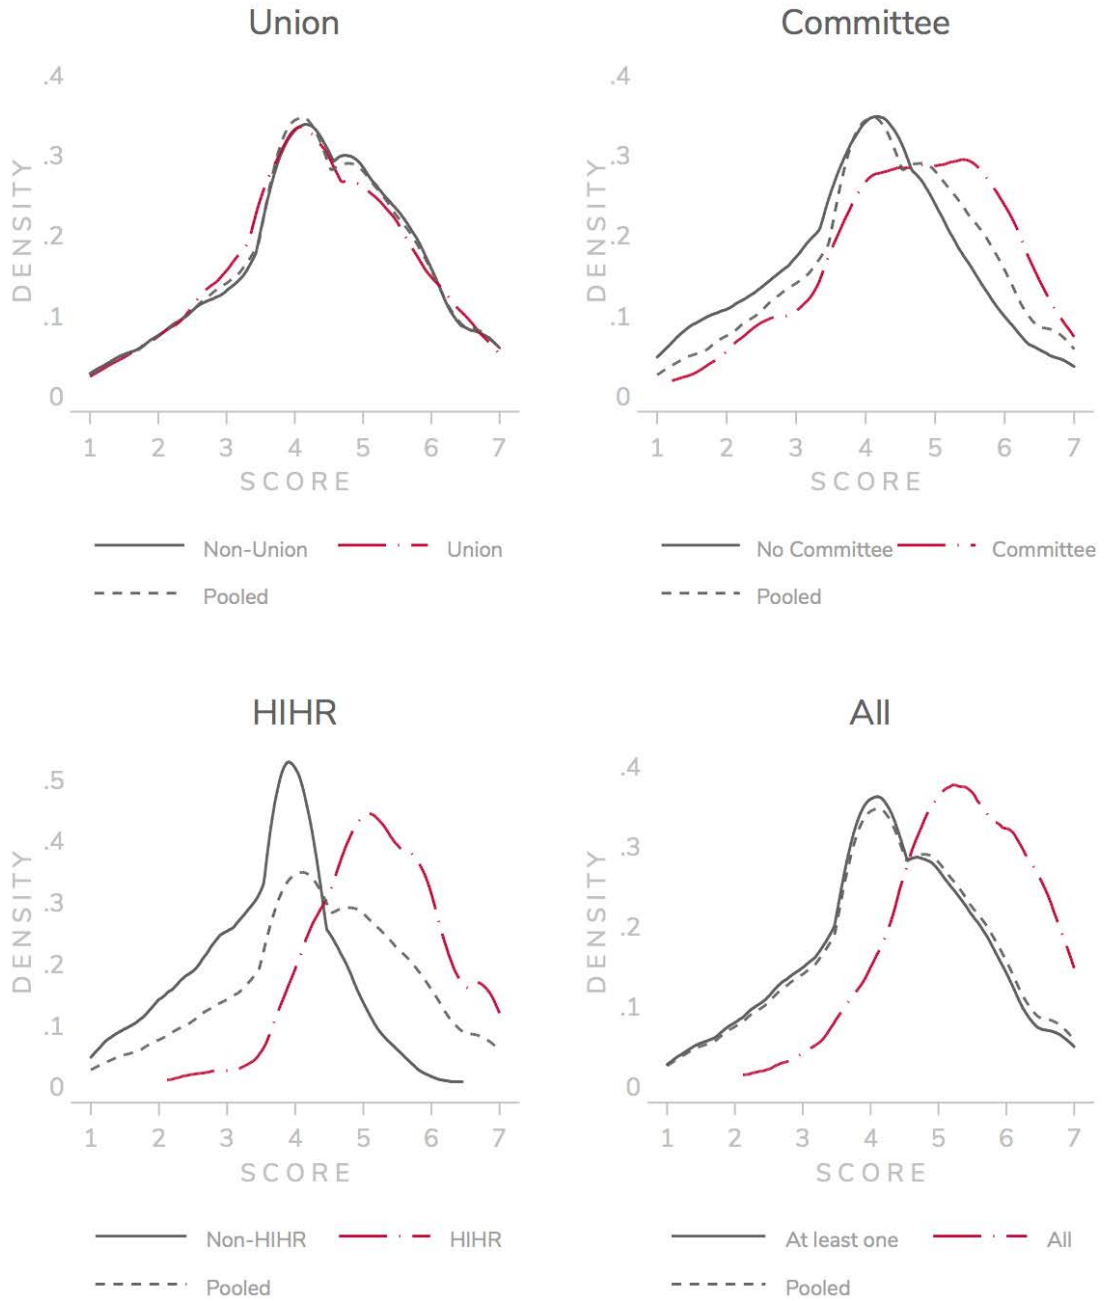 Union
Committee
.4
.3
.2
.1
0
DENSITY
1 2 3 4 5 6 7
SCORE
.4
.3
.2
.1
0
DENSITY
1 2 3 4 5 6 7
SCORE
Non-Union
Union
Pooled
No Committee
Committee
Pooled
HIHR
All
.5
.4
.3
.2
.1
0
DENSITY
1 2 3 4 5 6 7
SCORE
.4
.3
.2
.1
0
DENSITY
1 2 3 4 5 6 7
SCORE
Non-HIHR
HIHR
Pooled
At least one
All
Pooled